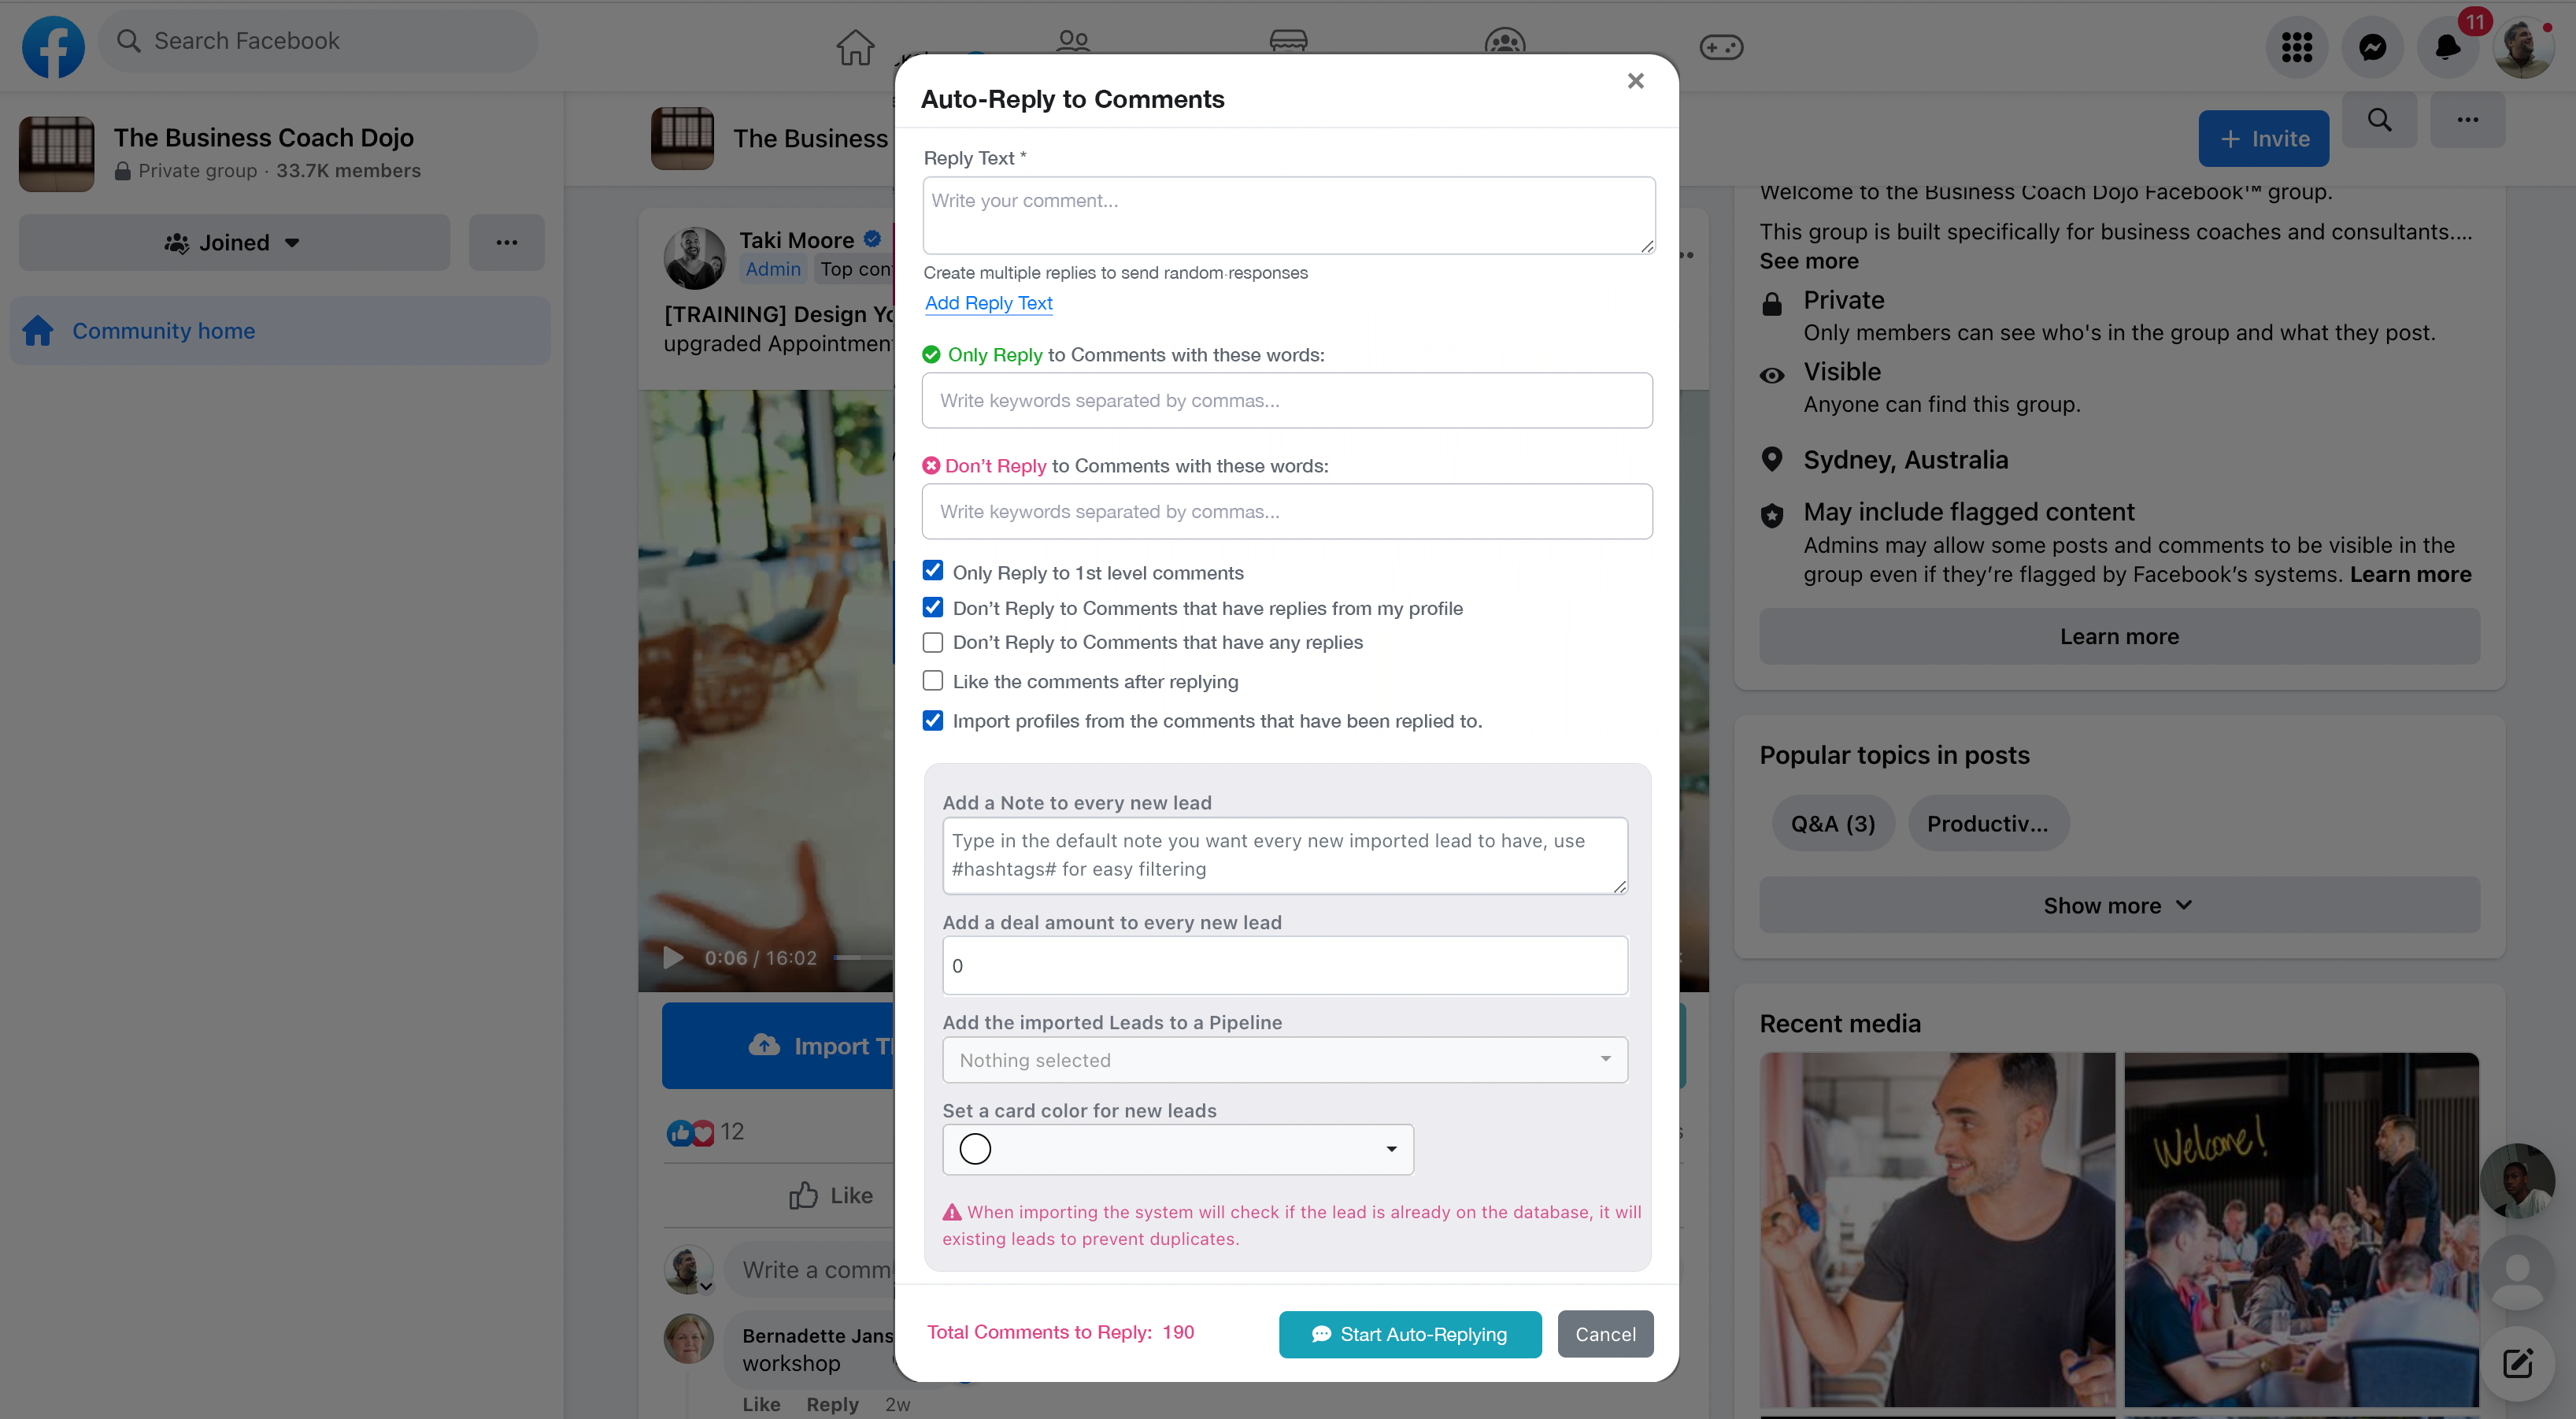 Search Facebook
11
The Business Coach Dojo
Private group · 33.7K members
Joined
Community home
The Business
Invite
Taki Moore
Admin
[TRAINING] Design
upgraded
0:06 / 16:02
Import
12
Like
Write a
Bernadette
workshop
Like Reply 2w
Auto-Reply to Comments
Reply Text *
Write your comment...
Create multiple replies to send random responses
Add Reply Text
Only Reply to Comments with these words:
Write keywords separated by commas...
Don't Reply to Comments with these words:
Write keywords separated by commas...
Only Reply to 1st level comments
Don't Reply to Comments that have replies from my profile
Don't Reply to Comments that have any replies
Like the comments after replying
Import profiles from the comments that have been replied to.
Add a Note to every new lead
Type in the default note you want every new imported lead to have, use
#hashtags# for easy filtering
Add a deal amount to every new lead
0
Add the imported Leads to a Pipeline
Nothing selected
Set a card color for new leads
When importing the system will check if the lead is already on the database, it will
existing leads to prevent duplicates.
Total Comments to Reply: 190
Start Auto-Replying
Cancel
Welcome to the Business Coach Dojo Facebook™ group.
This group is built specifically for business coaches and consultants....
See more
Private
Only members can see who's in the group and what they post.
Visible
Anyone can find this group.
Sydney, Australia
May include flagged content
Admins may allow some posts and comments to be visible in the
group even if they’re flagged by Facebook’s systems. Learn more
Learn more
Popular topics in posts
Q&A (3)
Productiv...
Show more
Recent media
Welcome!